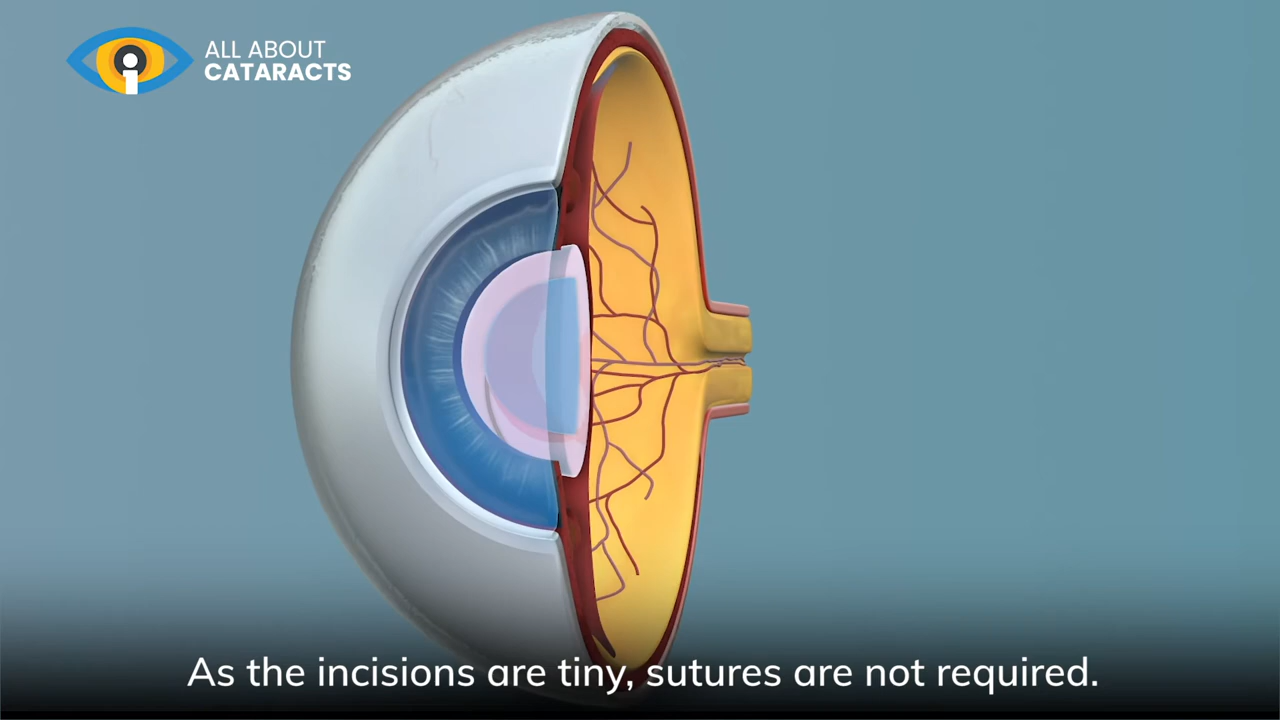 ALL ABOUT
CATARACTS
As the incisions are tiny, sutures are not required.